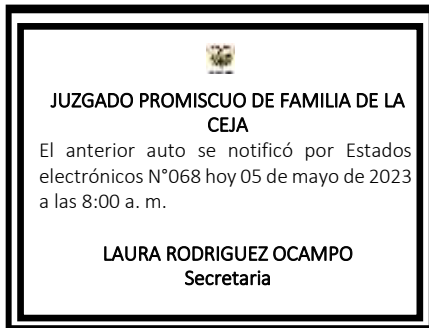 JUZGADO PROMISCUO DE FAMILIA DE LA
CEJA
El anterior auto se notificó por Estados
electrónicos N°068 hoy 05 de mayo de 2023
a las 8:00 a. m.
LAURA RODRIGUEZ OCAMPO
Secretaria